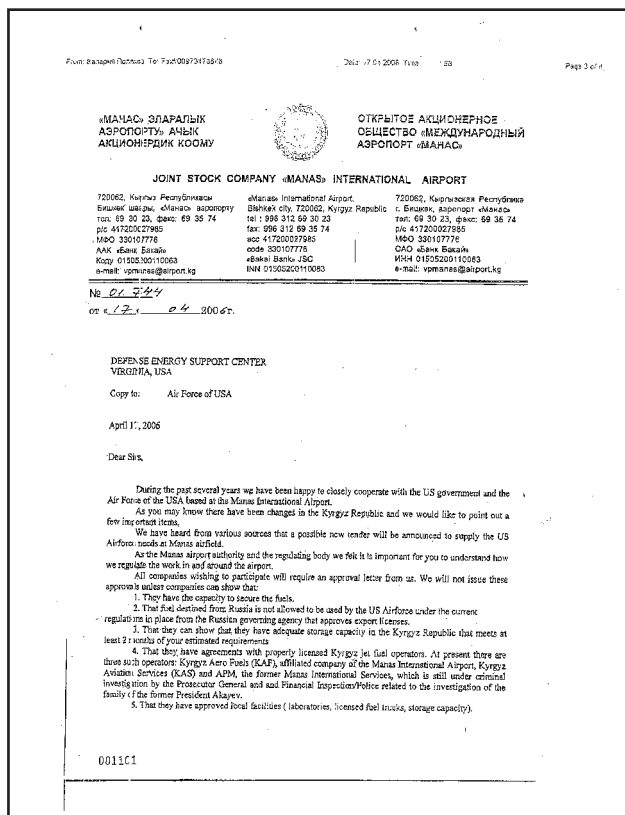 Page 3 of
«МАНАС» ЭЛАРАЛЫК
АЭРОПОРТУ» АЧЫК
АКЦИОНЕРДИК КООМУ
ОТКРЫТОЕ АКЦИОНЕРНОЕ
ОБЩЕСТВО «МЕЖДУНАРОДНЫЙ
АЭРОПОРТ «МАНАС»
JOINT STOCK COMPANY «MANAS» INTERNATIONAL AIRPORT
720062, Кыргыз Республикасы
Бишкек шаары, «Манас» аэропорту
тел: 69 30 23, факс: 69 35 74
р/с 417200027985
МФО 330107776
ААК «Банк Бакай»
Коду 01505200110063
e-mail: vpmanas@airport.kg
«Manas» International Airport,
Bishkek city, 720062, Kyrgyz Republic
tel : 996 312 69 30 23
fax: 996 312 69 35 74
acc 417200027985
code 330107776
«Bakai Bank» JSC
INN 01505200110063
720062, Кыргызская Республика
г. Бишкек, аэропорт «Манас»
тел: 69 30 23, факс: 69 35 74
р/с 417200027985
МФО 330107776
ОАО «Банк Бакай»
ИНН 01505200110063
e-mail: vpmanas@airport.kg
№ 01. 744
от «17» 04 2006г.
DEFENSE ENERGY SUPPORT CENTER
VIRGINIA, USA
Copy to: Air Force of USA
April 2006
Dear Sirs,
During the past several years we have been happy to closely cooperate with the US government and the
Air Force of the USA based at the Manas International Airport.
As you may know there have been changes in the Kyrgyz Republic and we would like to point out a
few important items.
We have heard from various sources that a possible new tender will be announced to supply the US
Airforce needs at Manas airfield.
As the Manas airport authority and the regulating body we felt it is important for you to understand how
we regulate the work in and around the airport.
All companies wishing to participate will require an approval letter from us. We will not issue these
approvals unless companies can show that:
1. They have the capacity to secure the fuels.
2. That fuel destined from Russia is not allowed to be used by the US Airforce under the current
regulations in place from the Russian governing agency that approves export licenses.
3. That they can show that they have adequate storage capacity in the Kyrgyz Republic that meets at
least 2 months of your estimated requirements
4. That they have agreements with properly licensed Kyrgyz jet fuel operators. At present there are
three such operators: Kyrgyz Aero Fuels (KAF), affiliated company of the Manas International Airport, Kyrgyz
Aviation Services (KAS) and APM, the former Manas International Services, which is still under criminal
investigation by the Prosecutor General and and Financial Inspection/Police related to the investigation of the
family of the former President Akayev.
5. That they have approved local facilities ( laboratories, licensed fuel trucks, storage capacity).
001101